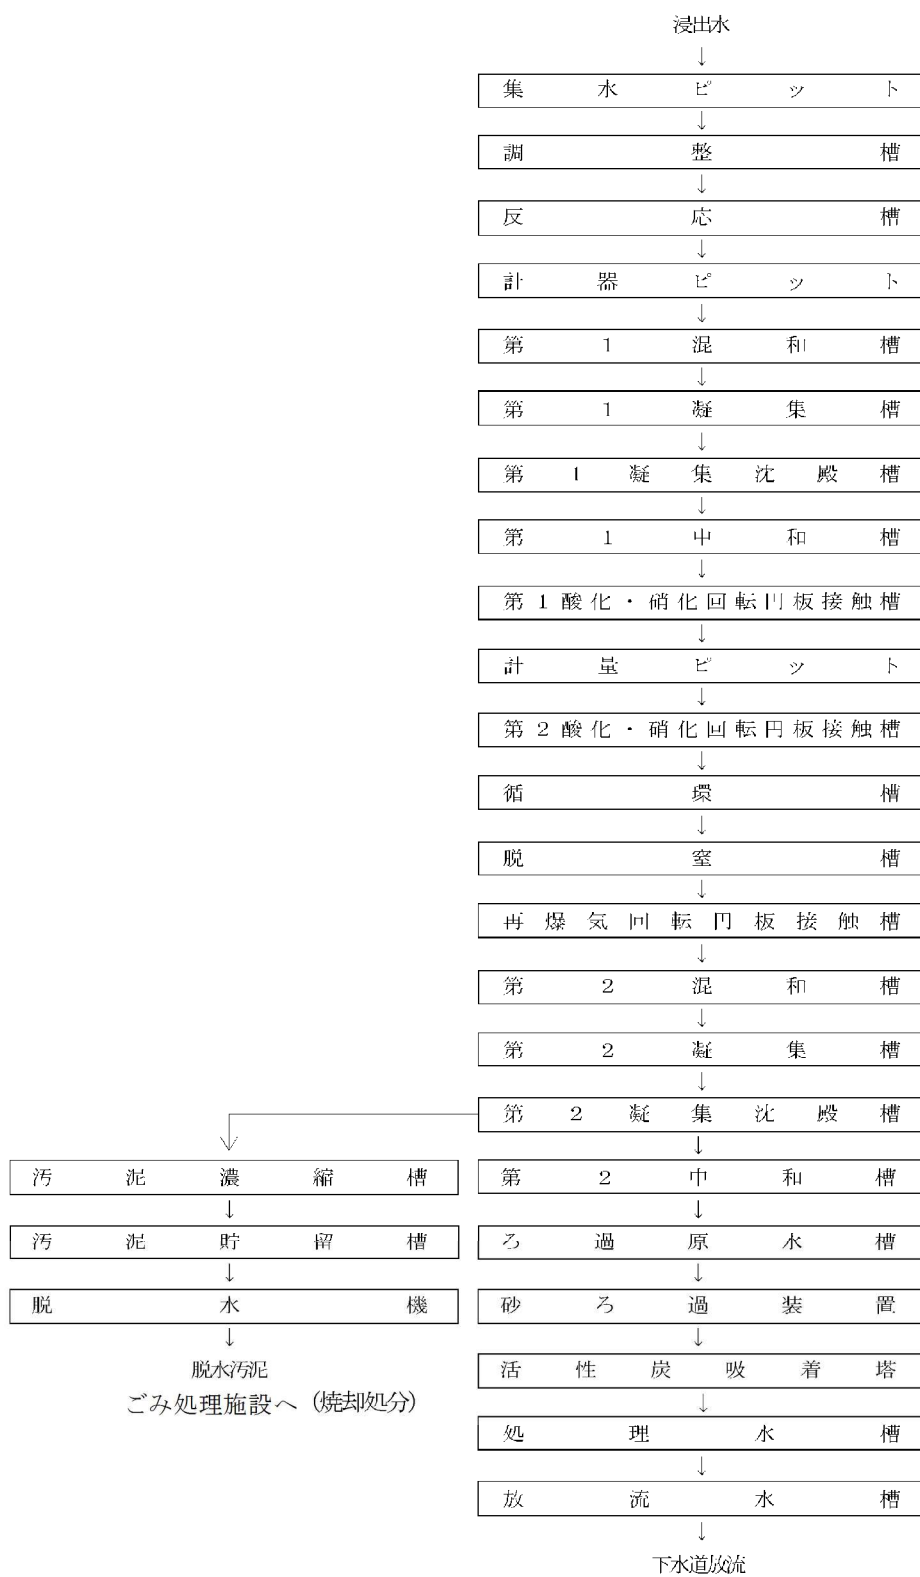 浸出水
↓
集水ピット
↓
調整槽
↓
反応槽
↓
計器ピット
↓
第1混和槽
↓
第1凝集槽
↓
第1凝集沈殿槽
↓
第1中和槽
↓
第1酸化・硝化回転円板接触槽
↓
計量ピット
↓
第2酸化・硝化回転円板接触槽
↓
循環槽
↓
脱窒槽
↓
再爆気回転円板接触槽
↓
第2混和槽
↓
第2凝集槽
↓
第2凝集沈殿槽
↓
第2中和槽
↓
ろ過原水槽
↓
砂ろ過装置
↓
活性炭吸着塔
↓
処理水槽
↓
放流水槽
↓
下水道放流
汚泥濃縮槽
↓
汚泥貯留槽
↓
脱水機
↓
脱水汚泥
ごみ処理施設へ(焼却処分)